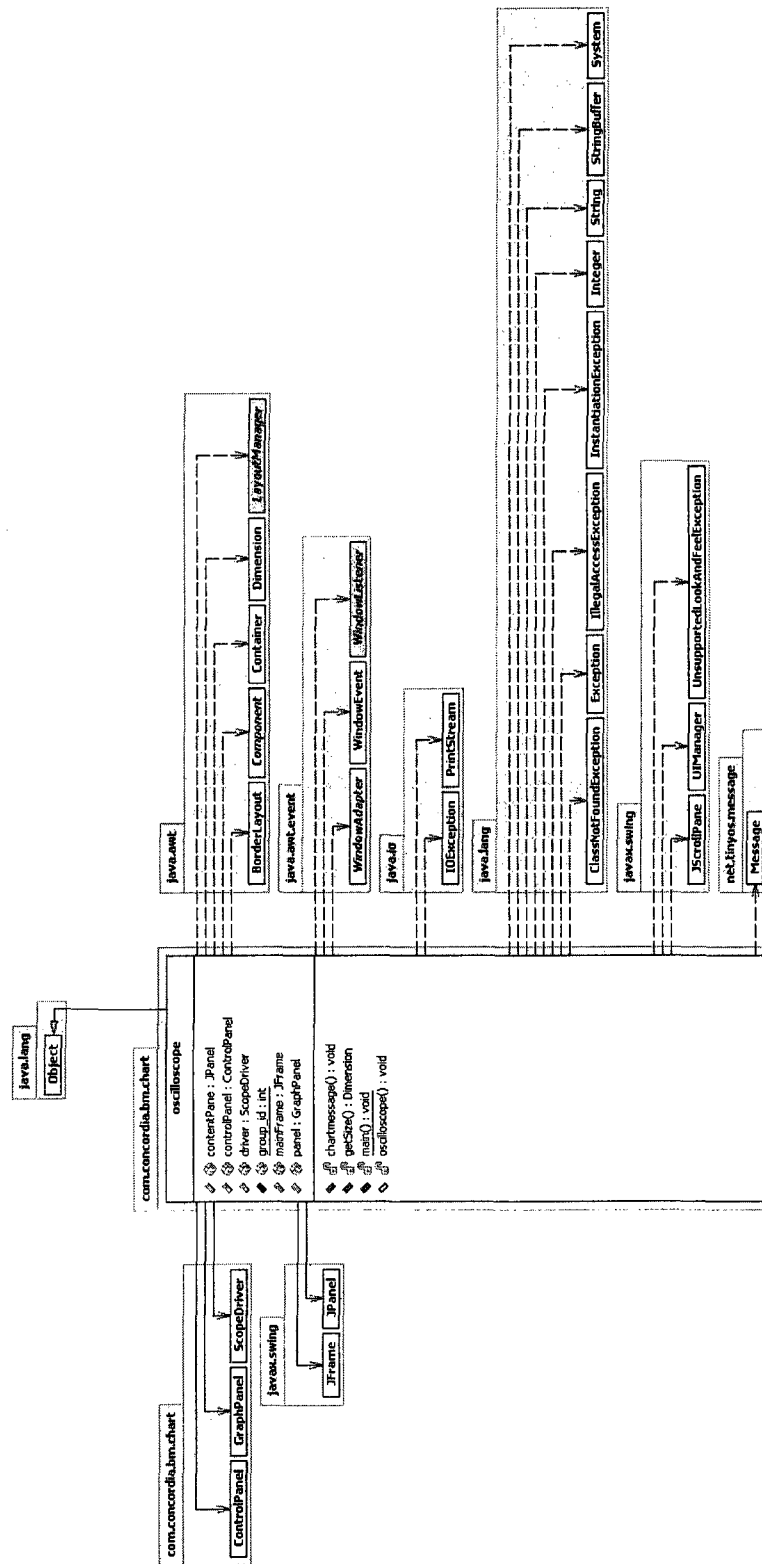 java.lang
Object
com.concordia.bm.chart
oscilloscope
contentPane : JPanel
controlPanel : ControlPanel
driver : ScopeDriver
group_id : int
mainFrame : JFrame
panel : GraphPanel
chartmessage() : void
getSize() : Dimension
main() : void
oscilloscope() : void
com.concordia.bm.chart
ControlPanel GraphPanel ScopeDriver
javax.swing
JFrame JPanel
java.awt
BorderLayout Component Container Dimension LayoutManager
java.awt.event
WindowAdapter WindowEvent WindowListener
java.io
IOException PrintStream
java.lang
ClassNotFoundException Exception IllegalAccessException InstantiationException Integer String StringBuffer System
javax.swing
JScrollPane UIManager UnsupportedLookAndFeelException
net.tinyos.message
Message